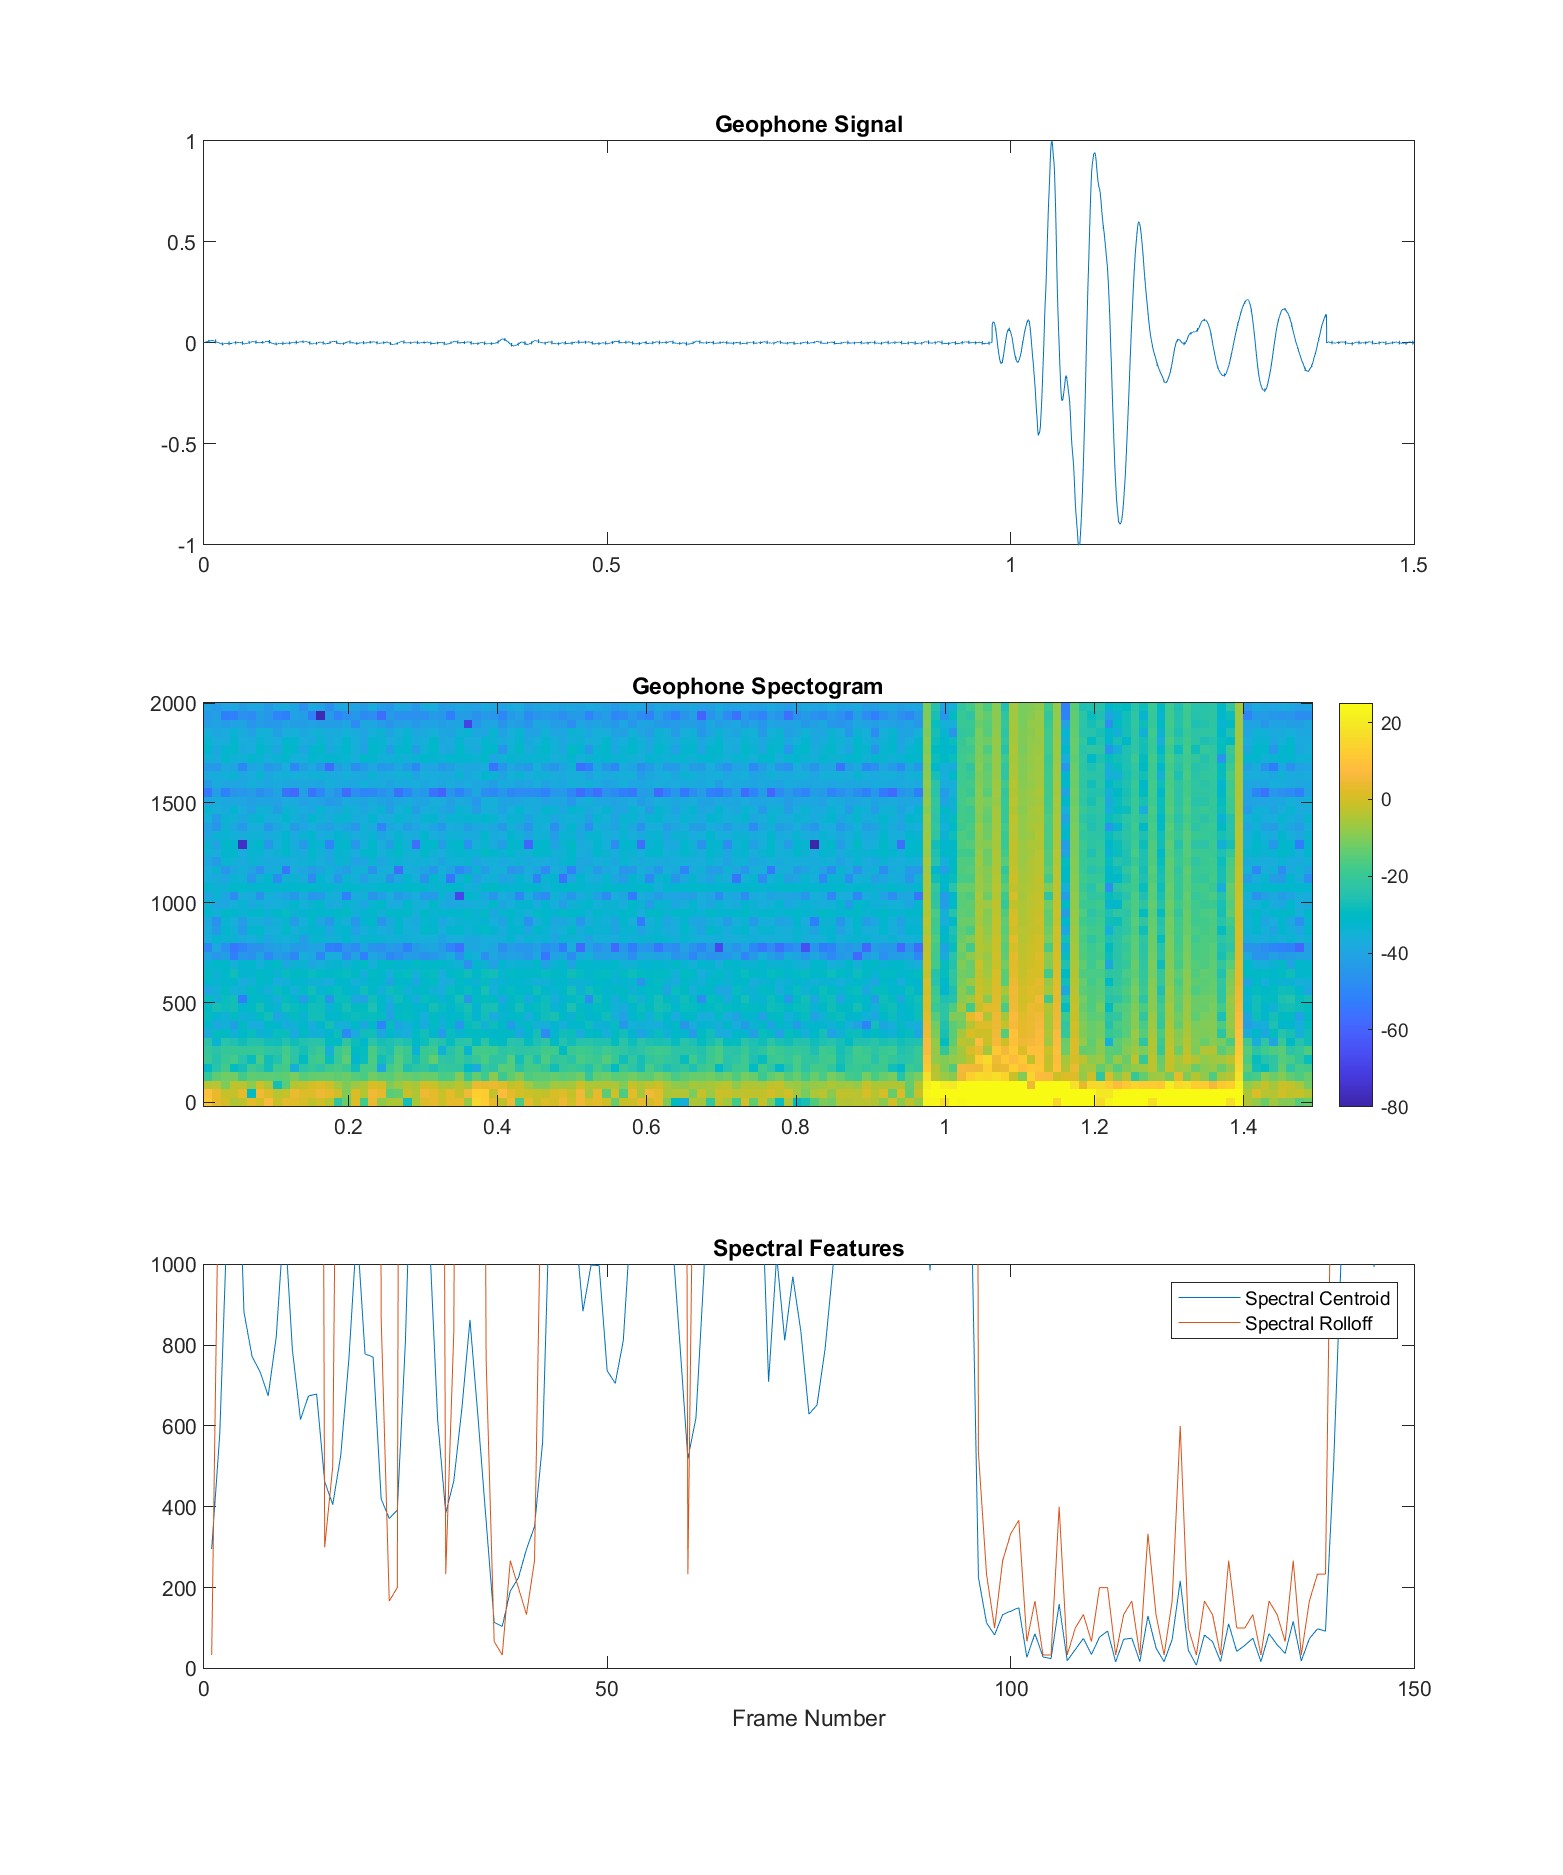 Geophone Signal
1
0.5
0
-0.5
-1
0 0.5 1 1.5
Geophone Spectogram
2000
1500
1000
500
0
0.2 0.4 0.6 0.8 1 1.2 1.4
20
0
-20
-40
-60
-80
Spectral Features
1000
800
600
400
200
0
Spectral Centroid
Spectral Rolloff
0 50 100 150
Frame Number